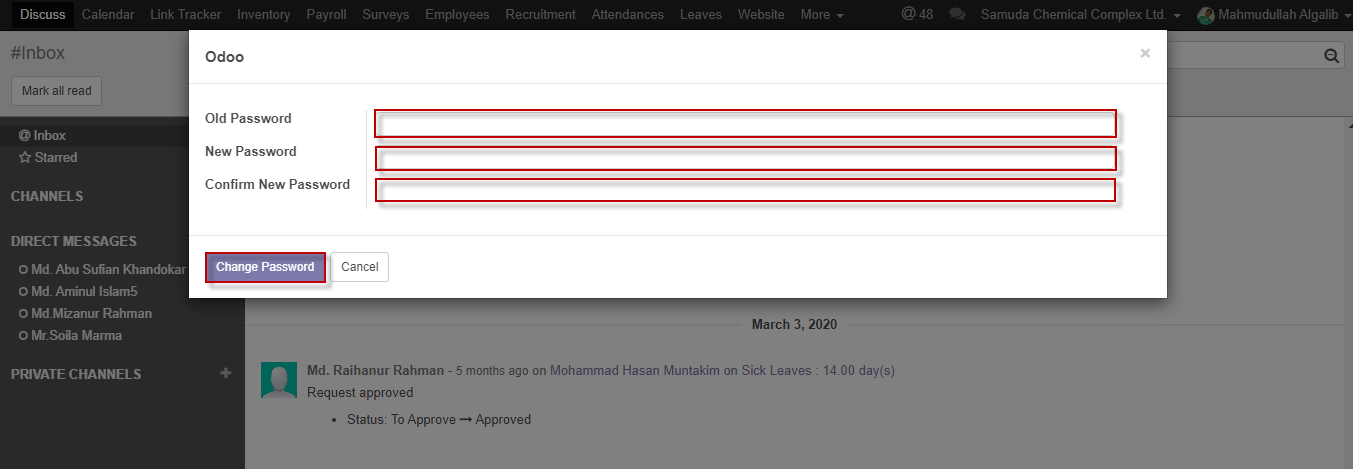 Discuss Calendar Link Tracker Inventory Payroll Surveys Employees Recruitment Attendances Leaves Website More @ 48 Samuda Chemical Complex Ltd. Mahmudullah Algalib
#Inbox
Mark all read
Odoo
×
Old Password
New Password
Confirm New Password
Change Password Cancel
@ Inbox
Starred
CHANNELS
DIRECT MESSAGES
Md. Abu Sufian Khandokar
Md. Aminul Islam5
Md.Mizanur Rahman
Mr.Soila Marma
PRIVATE CHANNELS +
March 3, 2020
Md. Raihanur Rahman - 5 months ago on Mohammad Hasan Muntakim on Sick Leaves : 14.00 day(s)
Request approved
• Status: To Approve → Approved